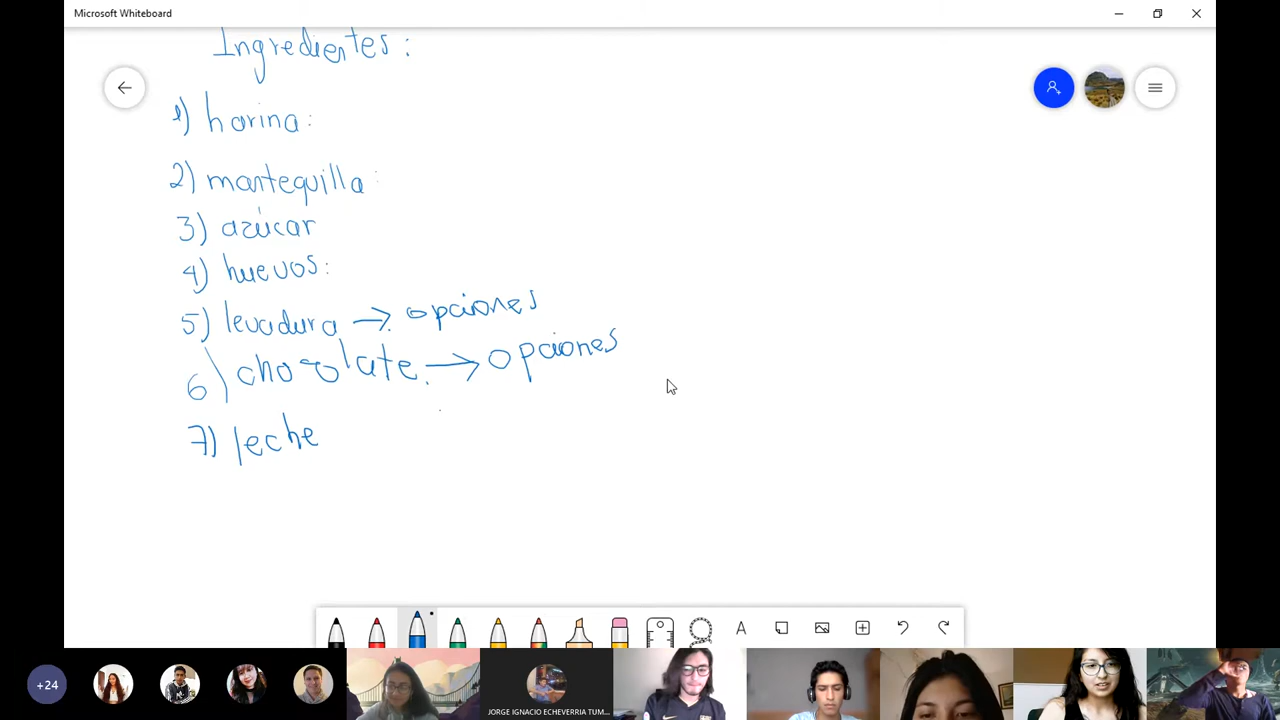 Microsoft Whiteboard
Ingredientes:
1) harina:
2) mantequilla:
3) azúcar
4) huevos:
5) levadura → opciones
6) chocolate → opciones
7) leche
A
+24
JORGE IGNACIO ECHEVERRIA TUM...